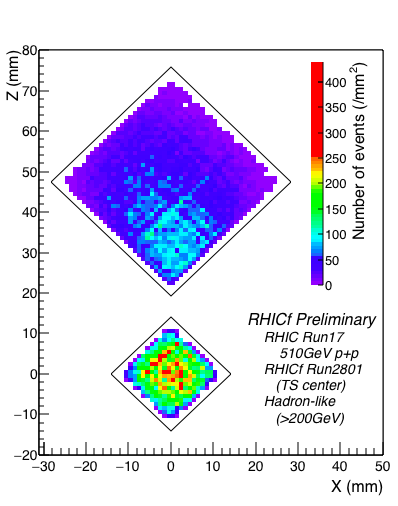 Z (mm)
80
70
60
50
40
30
20
10
0
−10
−20
−30
−20
−10
0
10
20
30
40
50
X (mm)
400
350
300
250
200
150
100
50
0
Number of events (/mm²)
RHICf Preliminary
RHIC Run17
510GeV p+p
RHICf Run2801
(TS center)
Hadron-like
(>200GeV)